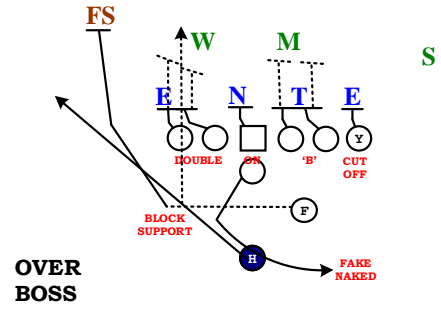 FS
W
M
S
E
N
T
E
Y
DOUBLE
ON
'B'
CUT
OFF
F
BLOCK
SUPPORT
H
FAKE
NAKED
OVER
BOSS